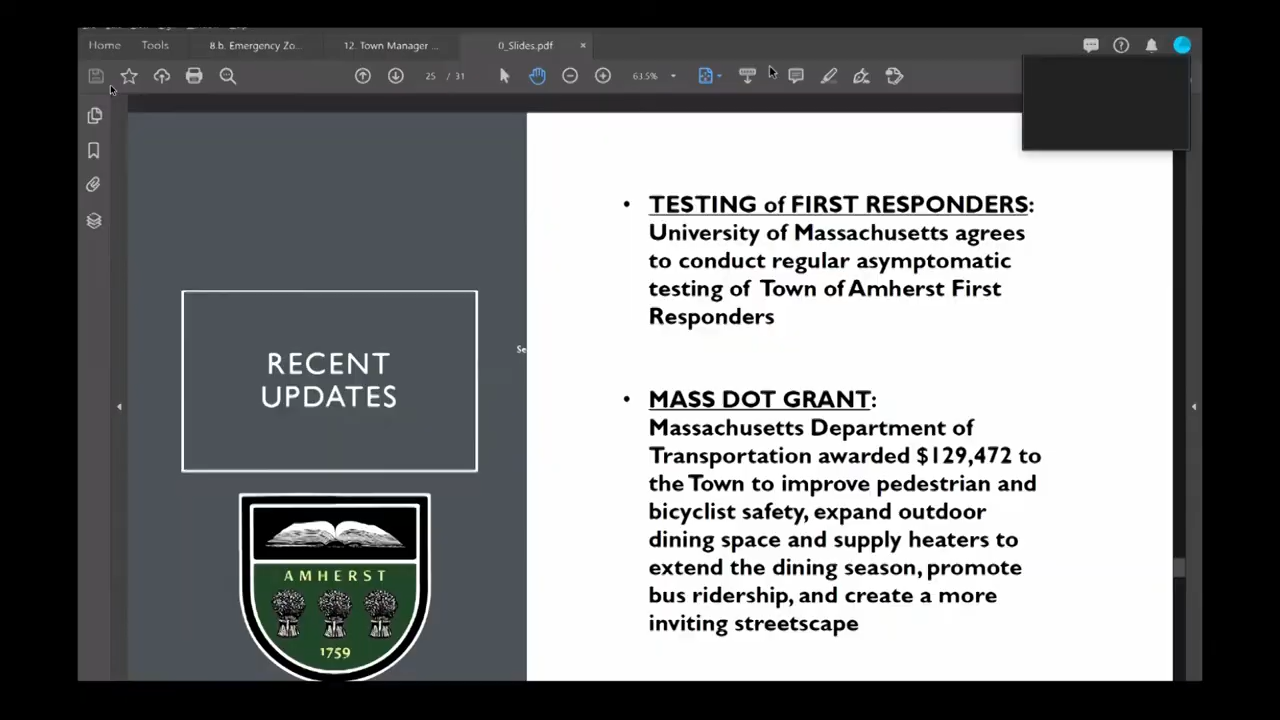 Home
Tools
8.b. Emergency Zo...
12. Town Manager ...
0_Slides.pdf
25 / 31
63.5%
RECENT
UPDATES
AMHERST
1759
Se
• TESTING of FIRST RESPONDERS:
University of Massachusetts agrees
to conduct regular asymptomatic
testing of Town of Amherst First
Responders
• MASS DOT GRANT:
Massachusetts Department of
Transportation awarded $129,472 to
the Town to improve pedestrian and
bicyclist safety, expand outdoor
dining space and supply heaters to
extend the dining season, promote
bus ridership, and create a more
inviting streetscape